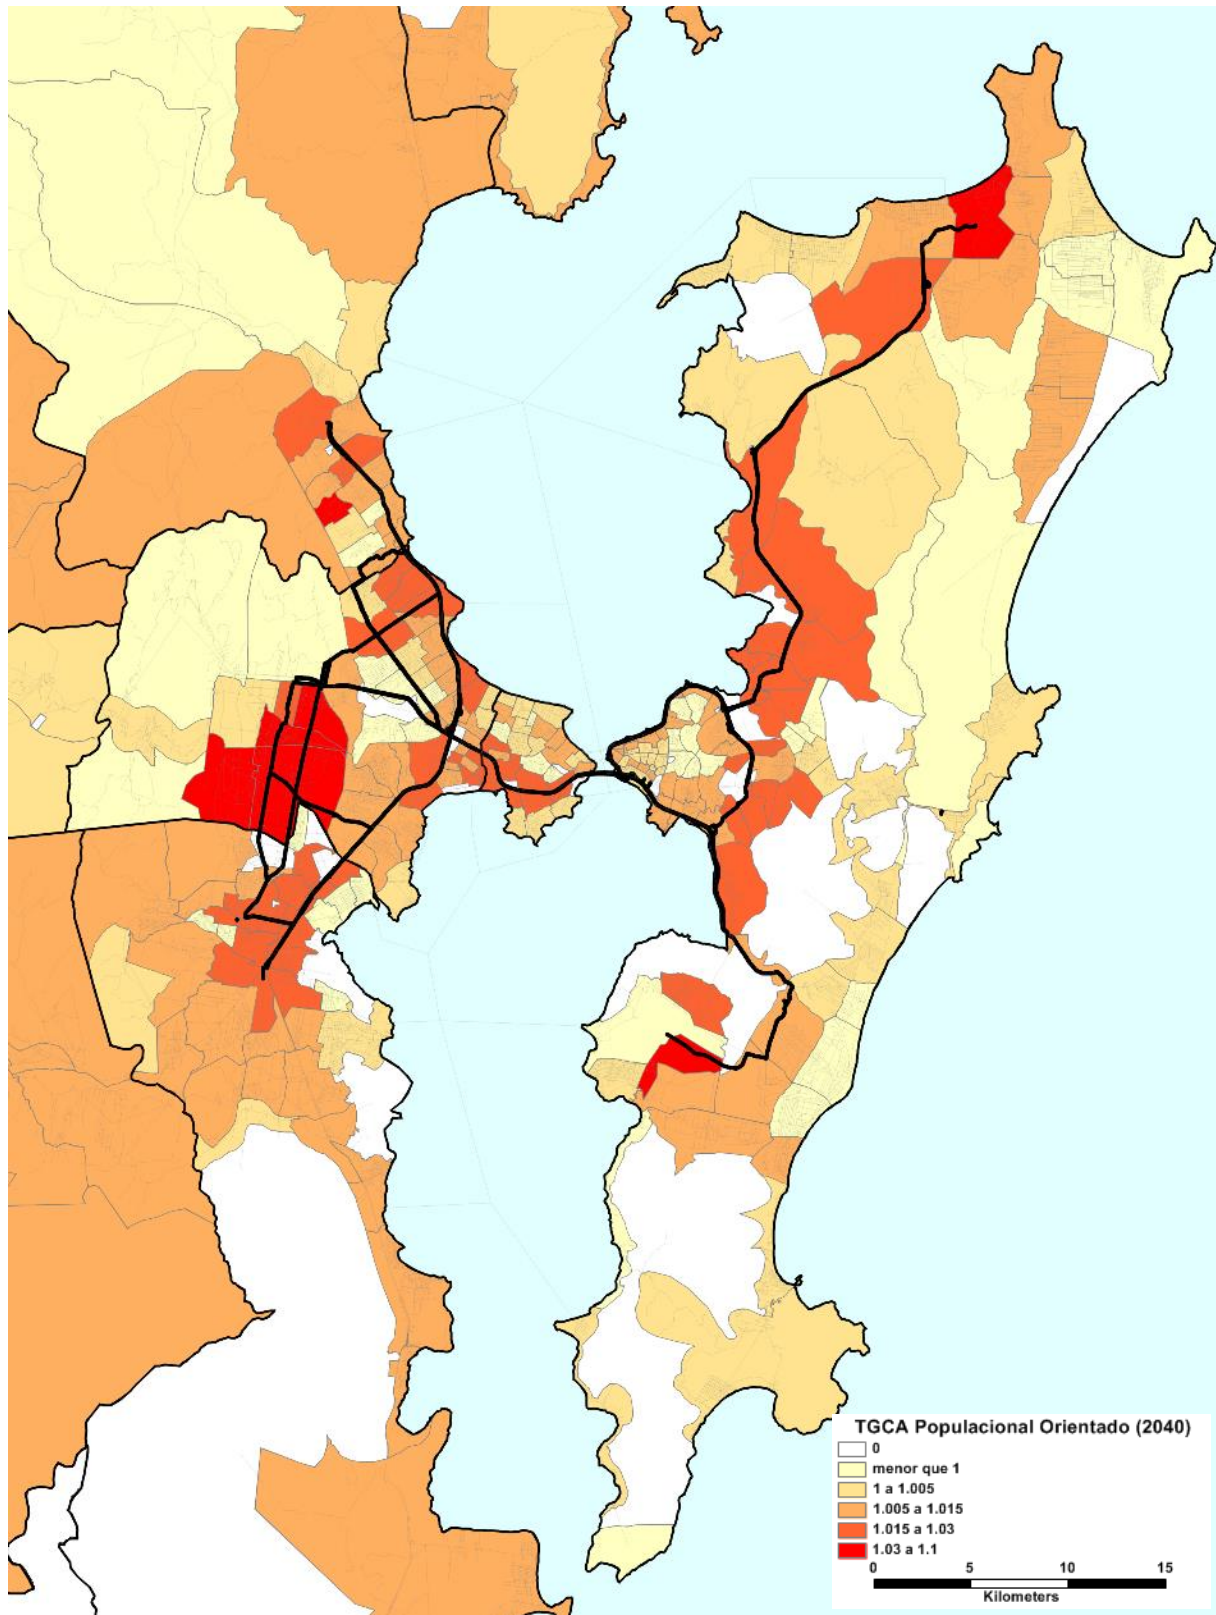 TGCA Populacional Orientado (2040)
0
menor que 1
1 a 1.005
1.005 a 1.015
1.015 a 1.03
1.03 a 1.1
0 5 10 15
Kilometers